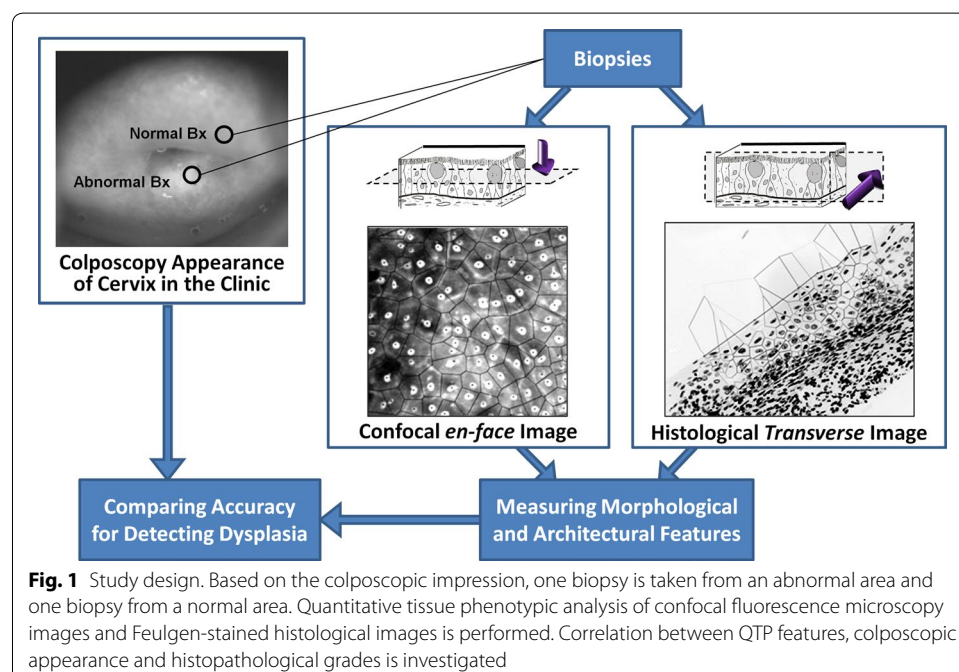 Biopsies
Normal Bx
Abnormal Bx
Colposcopy Appearance
of Cervix in the Clinic
Confocal en-face Image
Histological Transverse Image
Comparing Accuracy
for Detecting Dysplasia
Measuring Morphological
and Architectural Features
Fig. 1 Study design. Based on the colposcopic impression, one biopsy is taken from an abnormal area and
one biopsy from a normal area. Quantitative tissue phenotypic analysis of confocal fluorescence microscopy
images and Feulgen-stained histological images is performed. Correlation between QTP features, colposcopic
appearance and histopathological grades is investigated